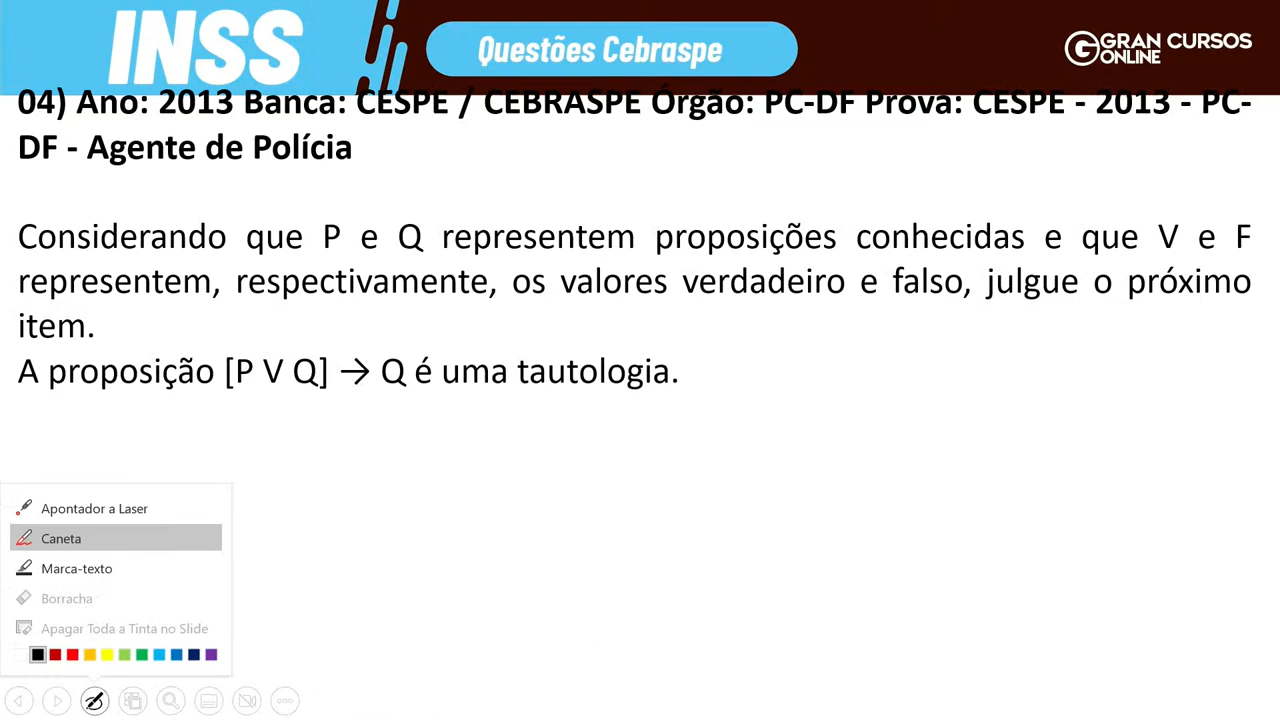 INSS
Questões Cebraspe
GRAN CURSOS
ONLINE
04) Ano: 2013 Banca: CESPE / CEBRASPE Órgão: PC-DF Prova: CESPE - 2013 - PC-
DF - Agente de Polícia
Considerando que P e Q representem proposições conhecidas e que V e F
representem, respectivamente, os valores verdadeiro e falso, julgue o próximo
item.
A proposição [P V Q] → Q é uma tautologia.
Apontador a Laser
Caneta
Marca-texto
Borracha
Apagar Toda a Tinta no Slide